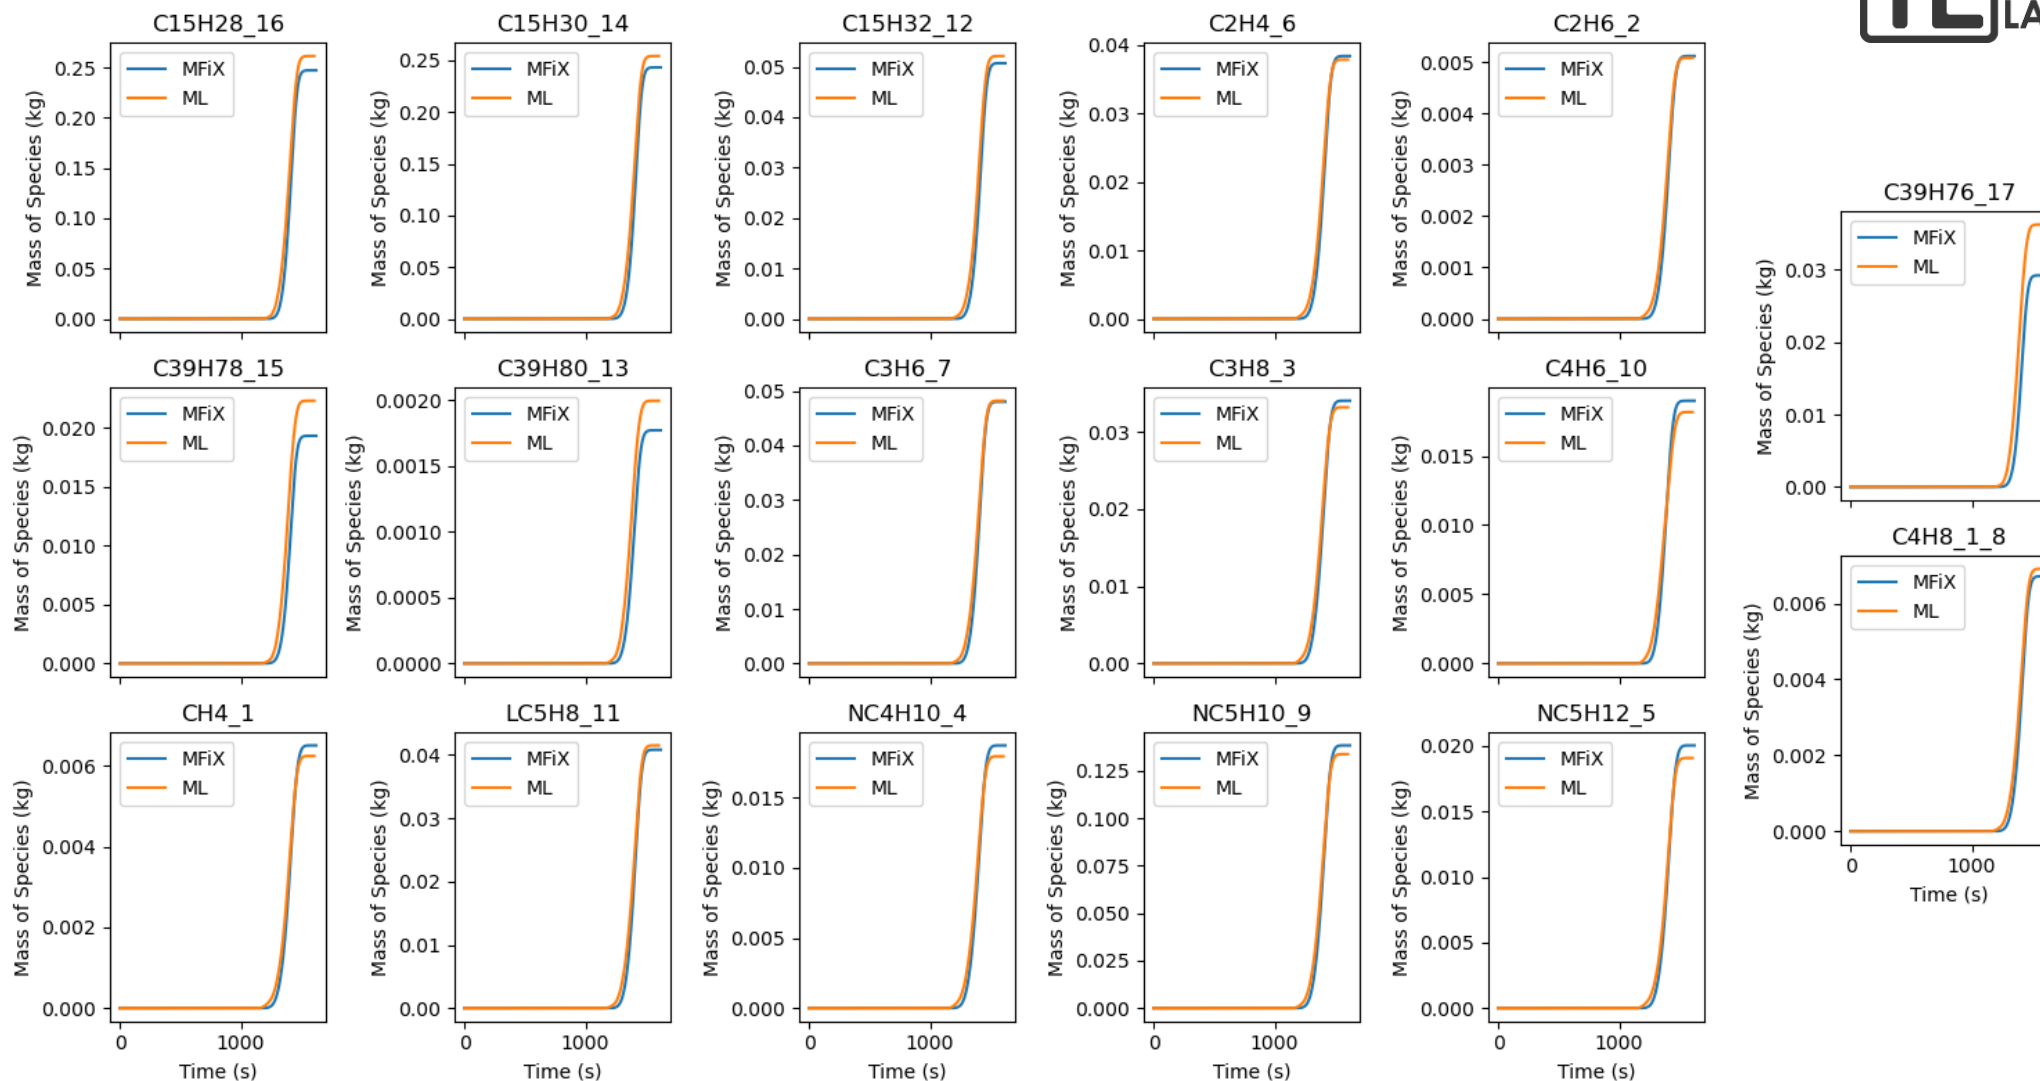 LA
C15H28_16
MFiX
ML
Mass of Species (kg)
0.25
0.20
0.15
0.10
0.05
0.00
C15H30_14
MFiX
ML
Mass of Species (kg)
0.25
0.20
0.15
0.10
0.05
0.00
C15H32_12
MFiX
ML
Mass of Species (kg)
0.05
0.04
0.03
0.02
0.01
0.00
C2H4_6
MFiX
ML
Mass of Species (kg)
0.04
0.03
0.02
0.01
0.00
C2H6_2
MFiX
ML
Mass of Species (kg)
0.005
0.004
0.003
0.002
0.001
0.000
C39H76_17
MFiX
ML
Mass of Species (kg)
0.03
0.02
0.01
0.00
C39H78_15
MFiX
ML
Mass of Species (kg)
0.020
0.015
0.010
0.005
0.000
C39H80_13
MFiX
ML
Mass of Species (kg)
0.0020
0.0015
0.0010
0.0005
0.0000
C3H6_7
MFiX
ML
Mass of Species (kg)
0.05
0.04
0.03
0.02
0.01
0.00
C3H8_3
MFiX
ML
Mass of Species (kg)
0.03
0.02
0.01
0.00
C4H6_10
MFiX
ML
Mass of Species (kg)
0.015
0.010
0.005
0.000
C4H8_1_8
MFiX
ML
Mass of Species (kg)
0.006
0.004
0.002
0.000
0 1000
Time (s)
CH4_1
MFiX
ML
Mass of Species (kg)
0.006
0.004
0.002
0.000
0 1000
Time (s)
LC5H8_11
MFiX
ML
Mass of Species (kg)
0.04
0.03
0.02
0.01
0.00
0 1000
Time (s)
NC4H10_4
MFiX
ML
Mass of Species (kg)
0.015
0.010
0.005
0.000
0 1000
Time (s)
NC5H10_9
MFiX
ML
Mass of Species (kg)
0.125
0.100
0.075
0.050
0.025
0.000
0 1000
Time (s)
NC5H12_5
MFiX
ML
Mass of Species (kg)
0.020
0.015
0.010
0.005
0.000
0 1000
Time (s)